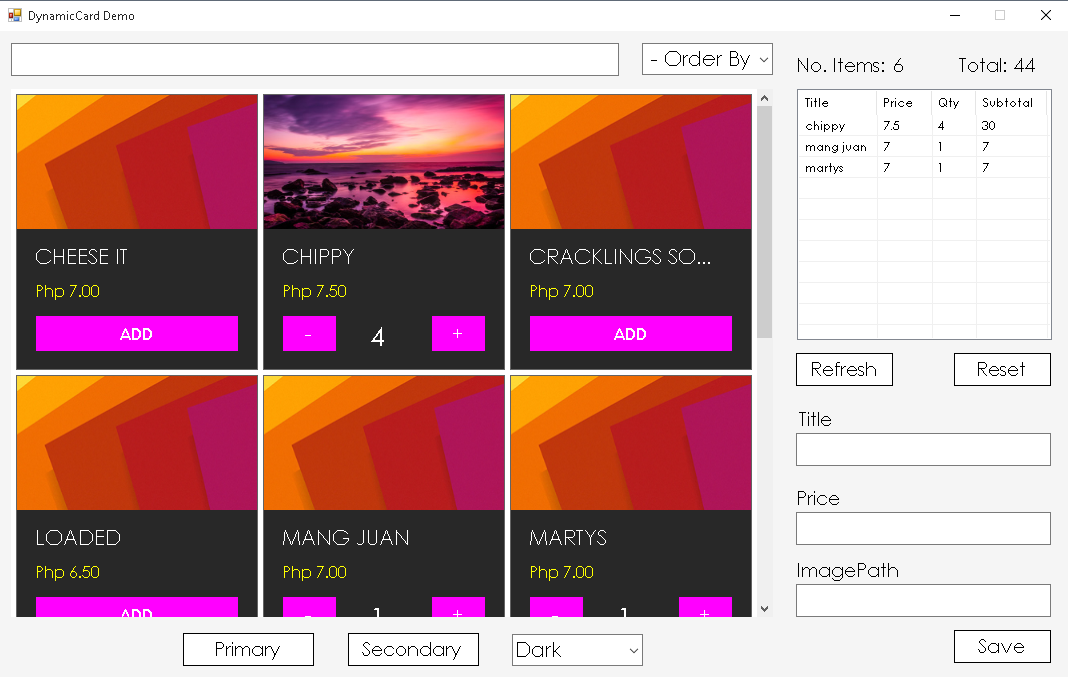 DynamicCard Demo
- Order By
No. Items: 6 Total: 44
Title Price Qty Subtotal
chippy 7.5 4 30
mang juan 7 1 7
martys 7 1 7
CHEESE IT
Php 7.00
ADD
CHIPPY
Php 7.50
- 4 +
CRACKLINGS SO...
Php 7.00
ADD
LOADED
Php 6.50
ADD
MANG JUAN
Php 7.00
- 1 +
MARTYS
Php 7.00
- 1 +
Refresh Reset
Title
Price
ImagePath
Save
Primary Secondary Dark